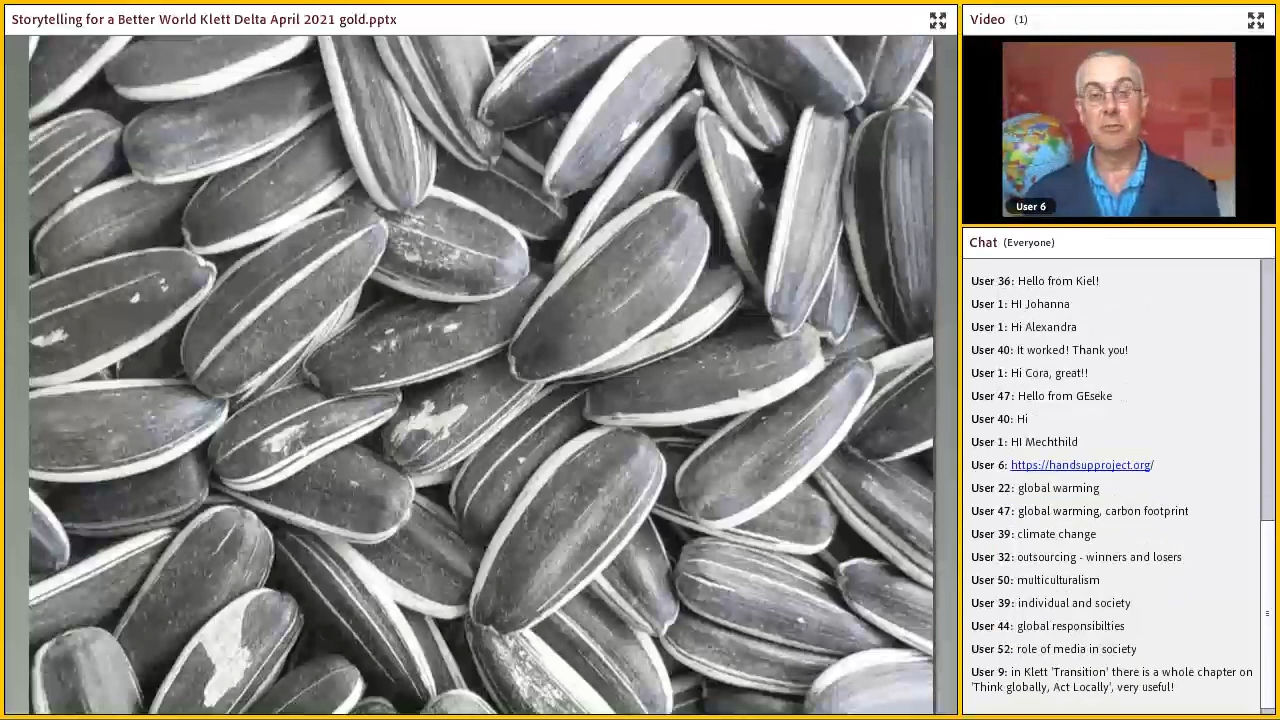 Storytelling for a Better World Klett Delta April 2021 gold.pptx
Video (1)
User 6
Chat (Everyone)
User 36: Hello from Kiel!
User 1: HI Johanna
User 1: Hi Alexandra
User 40: It worked! Thank you!
User 1: Hi Cora, great!!
User 47: Hello from GEseke
User 40: Hi
User 1: HI Mechthild
User 6: https://handsupproject.org/
User 22: global warming
User 47: global warming, carbon footprint
User 39: climate change
User 32: outsourcing - winners and losers
User 50: multiculturalism
User 39: individual and society
User 44: global responsibilties
User 52: role of media in society
User 9: in Klett 'Transition' there is a whole chapter on
'Think globally, Act Locally', very useful!